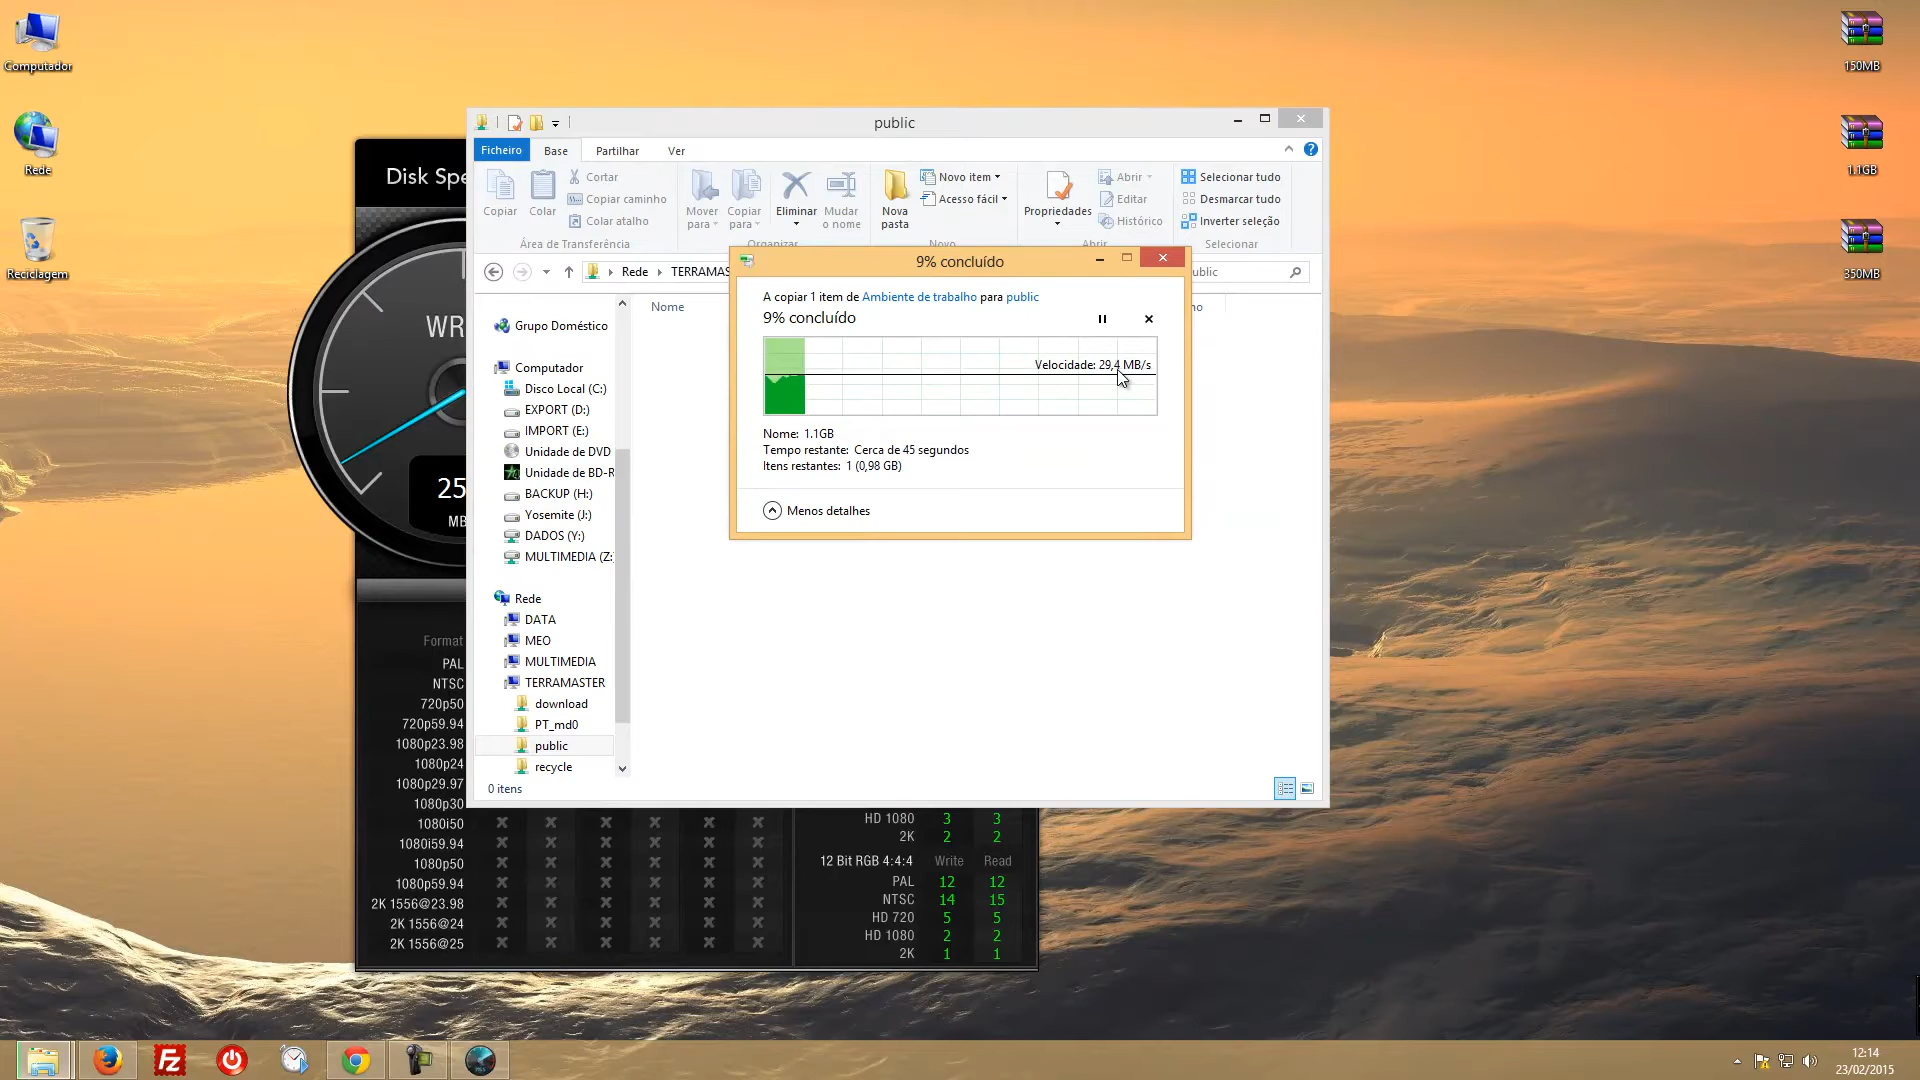 Computador
Rede
Reciclagem
150MB
1.1GB
350MB
public
Ficheiro
Base
Partilhar
Ver
Copiar
Colar
Cortar
Copiar caminho
Colar atalho
Área de Transferência
Mover para
Copiar para
Eliminar
Mudar o nome
Organizar
Nova pasta
Novo item
Acesso fácil
Novo
Propriedades
Abrir
Editar
Histórico
Abrir
Selecionar tudo
Desmarcar tudo
Inverter seleção
Selecionar
Rede
TERRAMAS
ublic
Nome
no
Grupo Doméstico
Computador
Disco Local (C:)
EXPORT (D:)
IMPORT (E:)
Unidade de DVD
Unidade de BD-R
BACKUP (H:)
Yosemite (J:)
DADOS (Y:)
MULTIMEDIA (Z:
Rede
DATA
MEO
MULTIMEDIA
TERRAMASTER
download
PT_md0
public
recycle
0 itens
9% concluído
A copiar 1 item de Ambiente de trabalho para public
9% concluído
Velocidade: 29,4 MB/s
Nome: 1.1GB
Tempo restante: Cerca de 45 segundos
Itens restantes: 1 (0,98 GB)
Menos detalhes
Disk Spe
WR
25
MB
Format
PAL
NTSC
720p50
720p59.94
1080p23.98
1080p24
1080p29.97
1080p30
1080i50
1080i59.94
1080p50
1080p59.94
2K 1556@23.98
2K 1556@24
2K 1556@25
HD 1080 3 3
2K 2 2
12 Bit RGB 4:4:4 Write Read
PAL 12 12
NTSC 14 15
HD 720 5 5
HD 1080 2 2
2K 1 1
12:14
23/02/2015